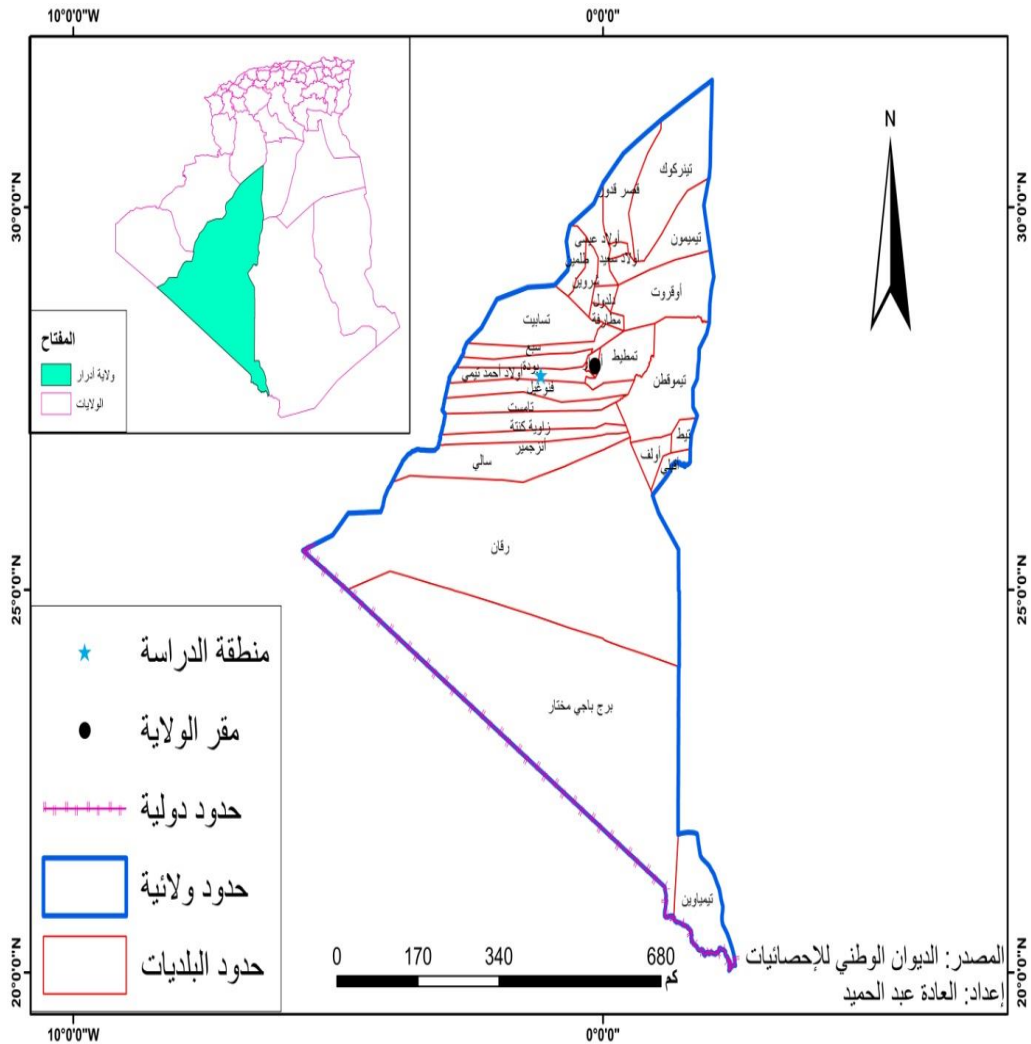 10°0'0"W
0°0'0"
30°0'0"N
30°0'0"N
25°0'0"N
25°0'0"N
20°0'0"N
20°0'0"N
10°0'0"W
0°0'0"
N
المفتاح
ولاية أدرار
الولايات
تينركوك
قصر قدور
تيميمون
أولاد عيسى
أولاد سعيد
طلمين
شروين
أوقروت
دلدول
مطارفة
تسابيت
سبع
تمطيط
بودة
أولاد أحمد تيمي
تيموقطن
فنوغيل
تامست
زاوية كنتة
أنزجمير
تيط
أولف
أقبلي
سالي
رقان
برج باجي مختار
تيمياوين
منطقة الدراسة
مقر الولاية
حدود دولية
حدود ولائية
حدود البلديات
0 170 340 680
كم
المصدر: الديوان الوطني للإحصائيات
إعداد: العادة عبد الحميد